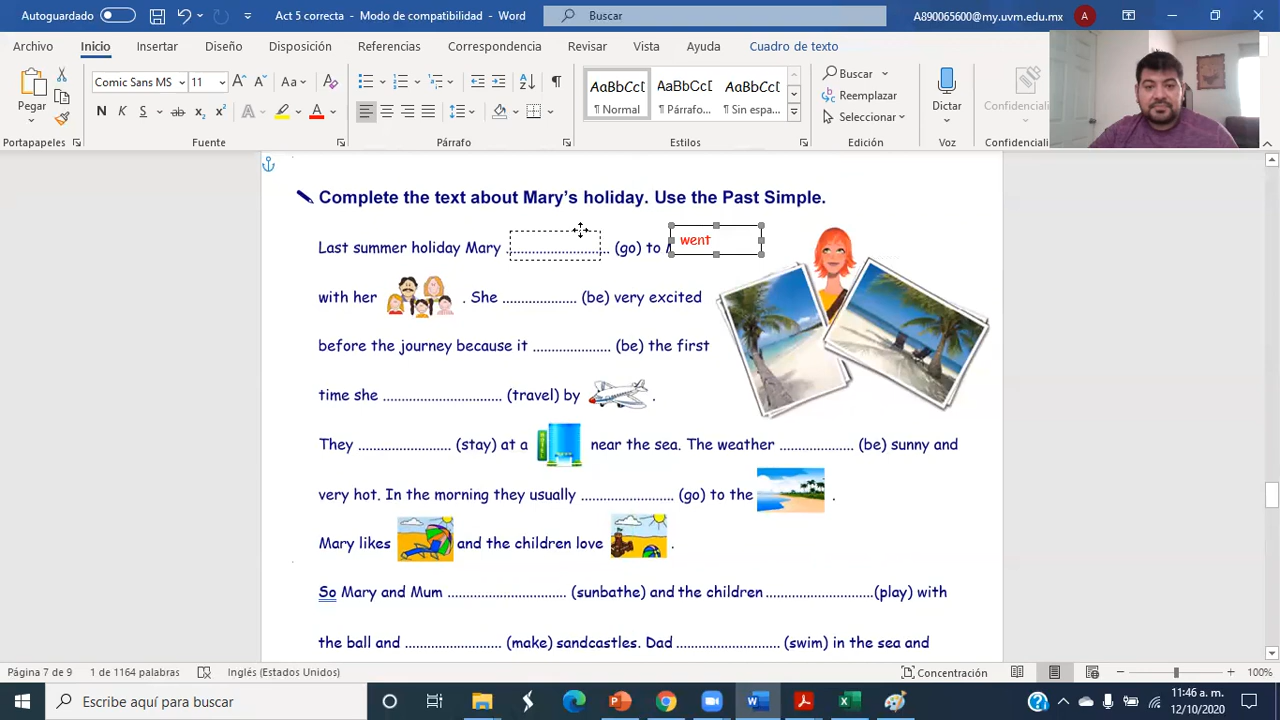 Autoguardado Act 5 correcta - Modo de compatibilidad - Word Buscar A890065600@my.uvm.edu.mx A
Archivo Inicio Insertar Diseño Disposición Referencias Correspondencia Revisar Vista Ayuda Cuadro de texto
Pegar Comic Sans MS 11 AaBbCcI AaBbCcD AaBbCcI Buscar Dictar Confidenciali
N K S ab x₂ x² ¶ Normal ¶ Párrafo... ¶ Sin espa... Reemplazar
Seleccionar
Portapapeles Fuente Párrafo Estilos Edición Voz Confidenciali
Complete the text about Mary's holiday. Use the Past Simple.
Last summer holiday Mary ............................ (go) to went
with her . She .................... (be) very excited
before the journey because it ..................... (be) the first
time she ................................ (travel) by .
They ......................... (stay) at a near the sea. The weather .................... (be) sunny and
very hot. In the morning they usually ......................... (go) to the .
Mary likes and the children love .
So Mary and Mum ................................ (sunbathe) and the children .............................(play) with
the ball and .......................... (make) sandcastles. Dad ............................ (swim) in the sea and
Página 7 de 9 1 de 1164 palabras Inglés (Estados Unidos) Concentración 100%
Escribe aquí para buscar 11:46 a. m.
12/10/2020